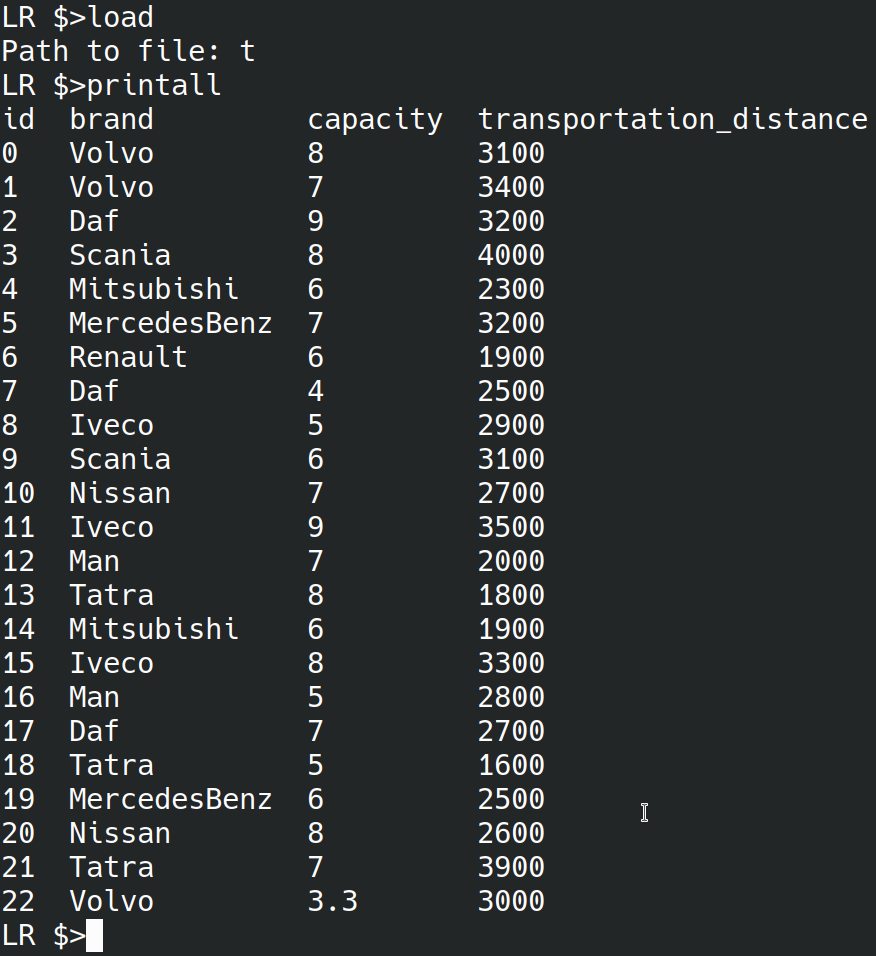 LR $>load
Path to file: t
LR $>printall
id  brand         capacity  transportation_distance
0   Volvo         8         3100
1   Volvo         7         3400
2   Daf           9         3200
3   Scania        8         4000
4   Mitsubishi    6         2300
5   MercedesBenz  7         3200
6   Renault       6         1900
7   Daf           4         2500
8   Iveco         5         2900
9   Scania        6         3100
10  Nissan        7         2700
11  Iveco         9         3500
12  Man           7         2000
13  Tatra         8         1800
14  Mitsubishi    6         1900
15  Iveco         8         3300
16  Man           5         2800
17  Daf           7         2700
18  Tatra         5         1600
19  MercedesBenz  6         2500
20  Nissan        8         2600
21  Tatra         7         3900
22  Volvo         3.3       3000
LR $>